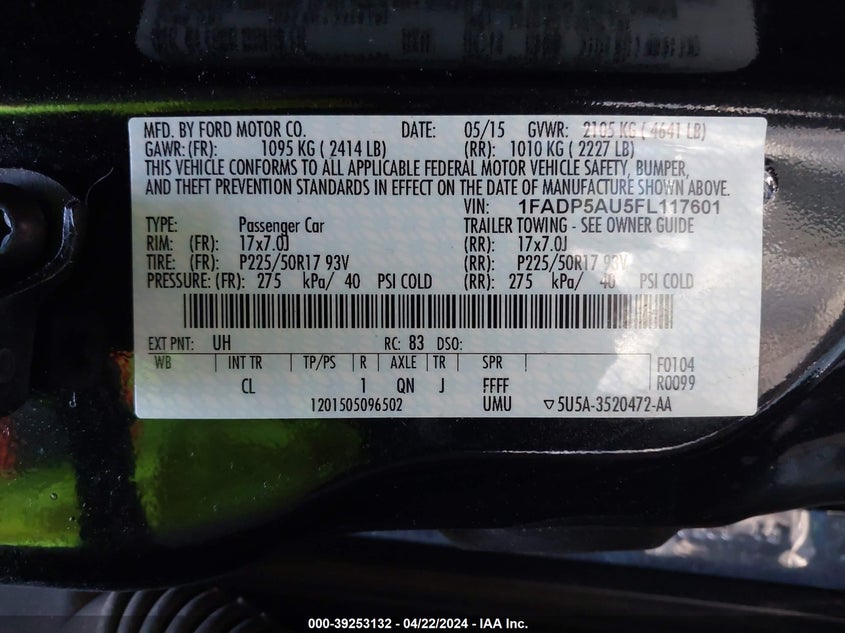 MFD. BY FORD MOTOR CO. DATE: 05/15 GVWR: 2105 KG ( 4641 LB)
GAWR: (FR): 1095 KG ( 2414 LB) (RR): 1010 KG ( 2227 LB)
THIS VEHICLE CONFORMS TO ALL APPLICABLE FEDERAL MOTOR VEHICLE SAFETY, BUMPER,
AND THEFT PREVENTION STANDARDS IN EFFECT ON THE DATE OF MANUFACTURE SHOWN ABOVE.
VIN: 1FADP5AU5FL117601
TYPE: Passenger Car TRAILER TOWING - SEE OWNER GUIDE
RIM: (FR): 17x7.0J (RR): 17x7.0J
TIRE: (FR): P225/50R17 93V (RR): P225/50R17 93V
PRESSURE: (FR): 275 kPa/ 40 PSI COLD (RR): 275 kPa/ 40 PSI COLD
EXT PNT: UH RC: 83 DSO:
WB INT TR TP/PS R AXLE TR SPR F0104
CL 1 QN J FFFF R0099
1201505096502 UMU ▽5U5A-3520472-AA
000-39253132 - 04/22/2024 - IAA Inc.